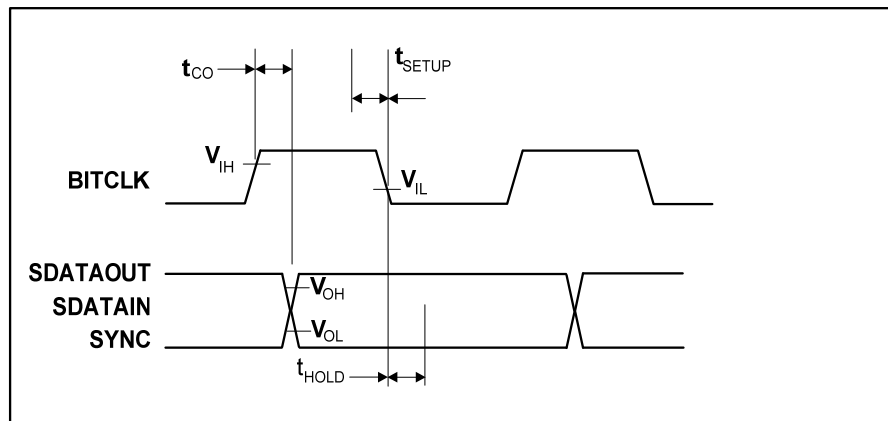 tCO
tSETUP
VIH
BITCLK
VIL
SDATAOUT
VOH
SDATAIN
SYNC
VOL
tHOLD